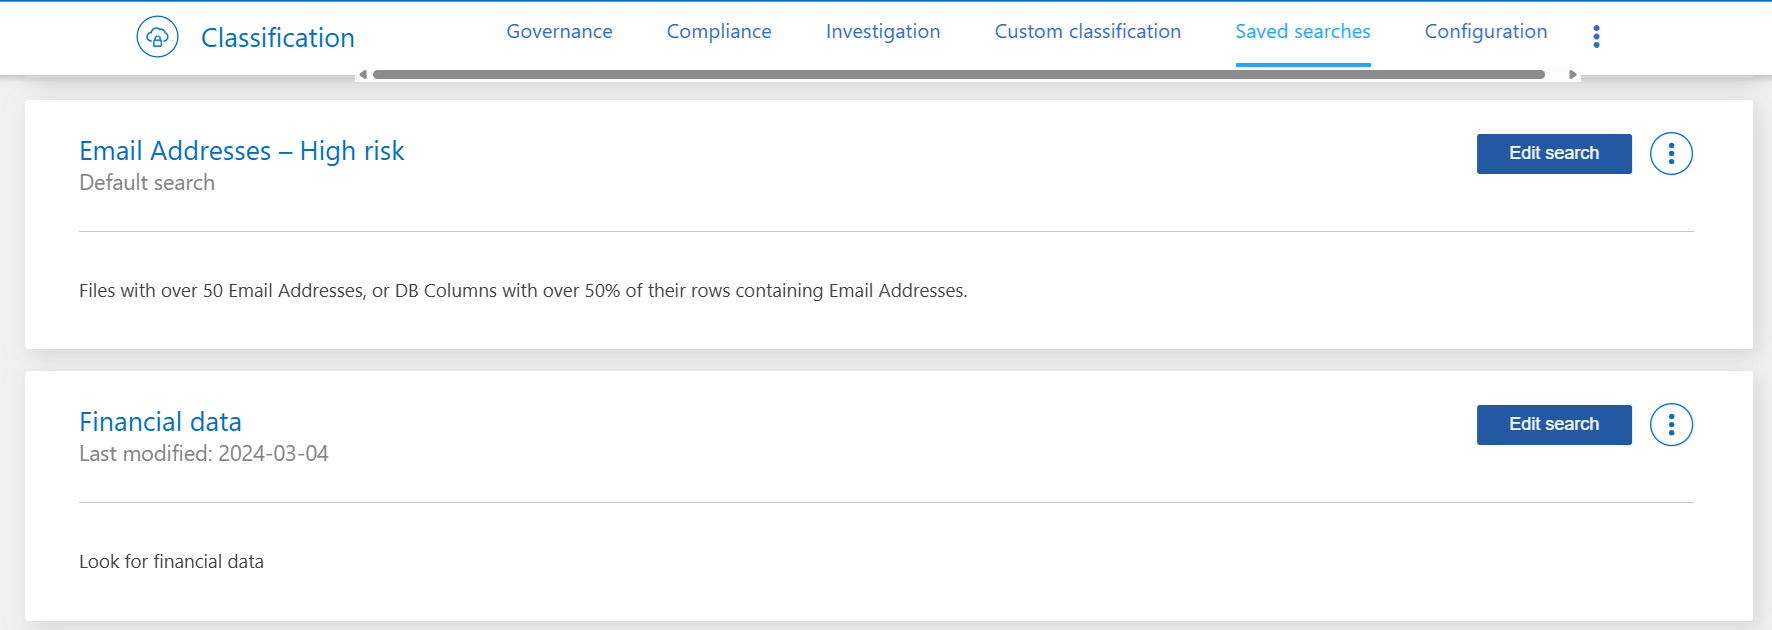 Classification
Governance
Compliance
Investigation
Custom classification
Saved searches
Configuration
Email Addresses – High risk
Default search
Edit search
Files with over 50 Email Addresses, or DB Columns with over 50% of their rows containing Email Addresses.
Financial data
Last modified: 2024-03-04
Edit search
Look for financial data